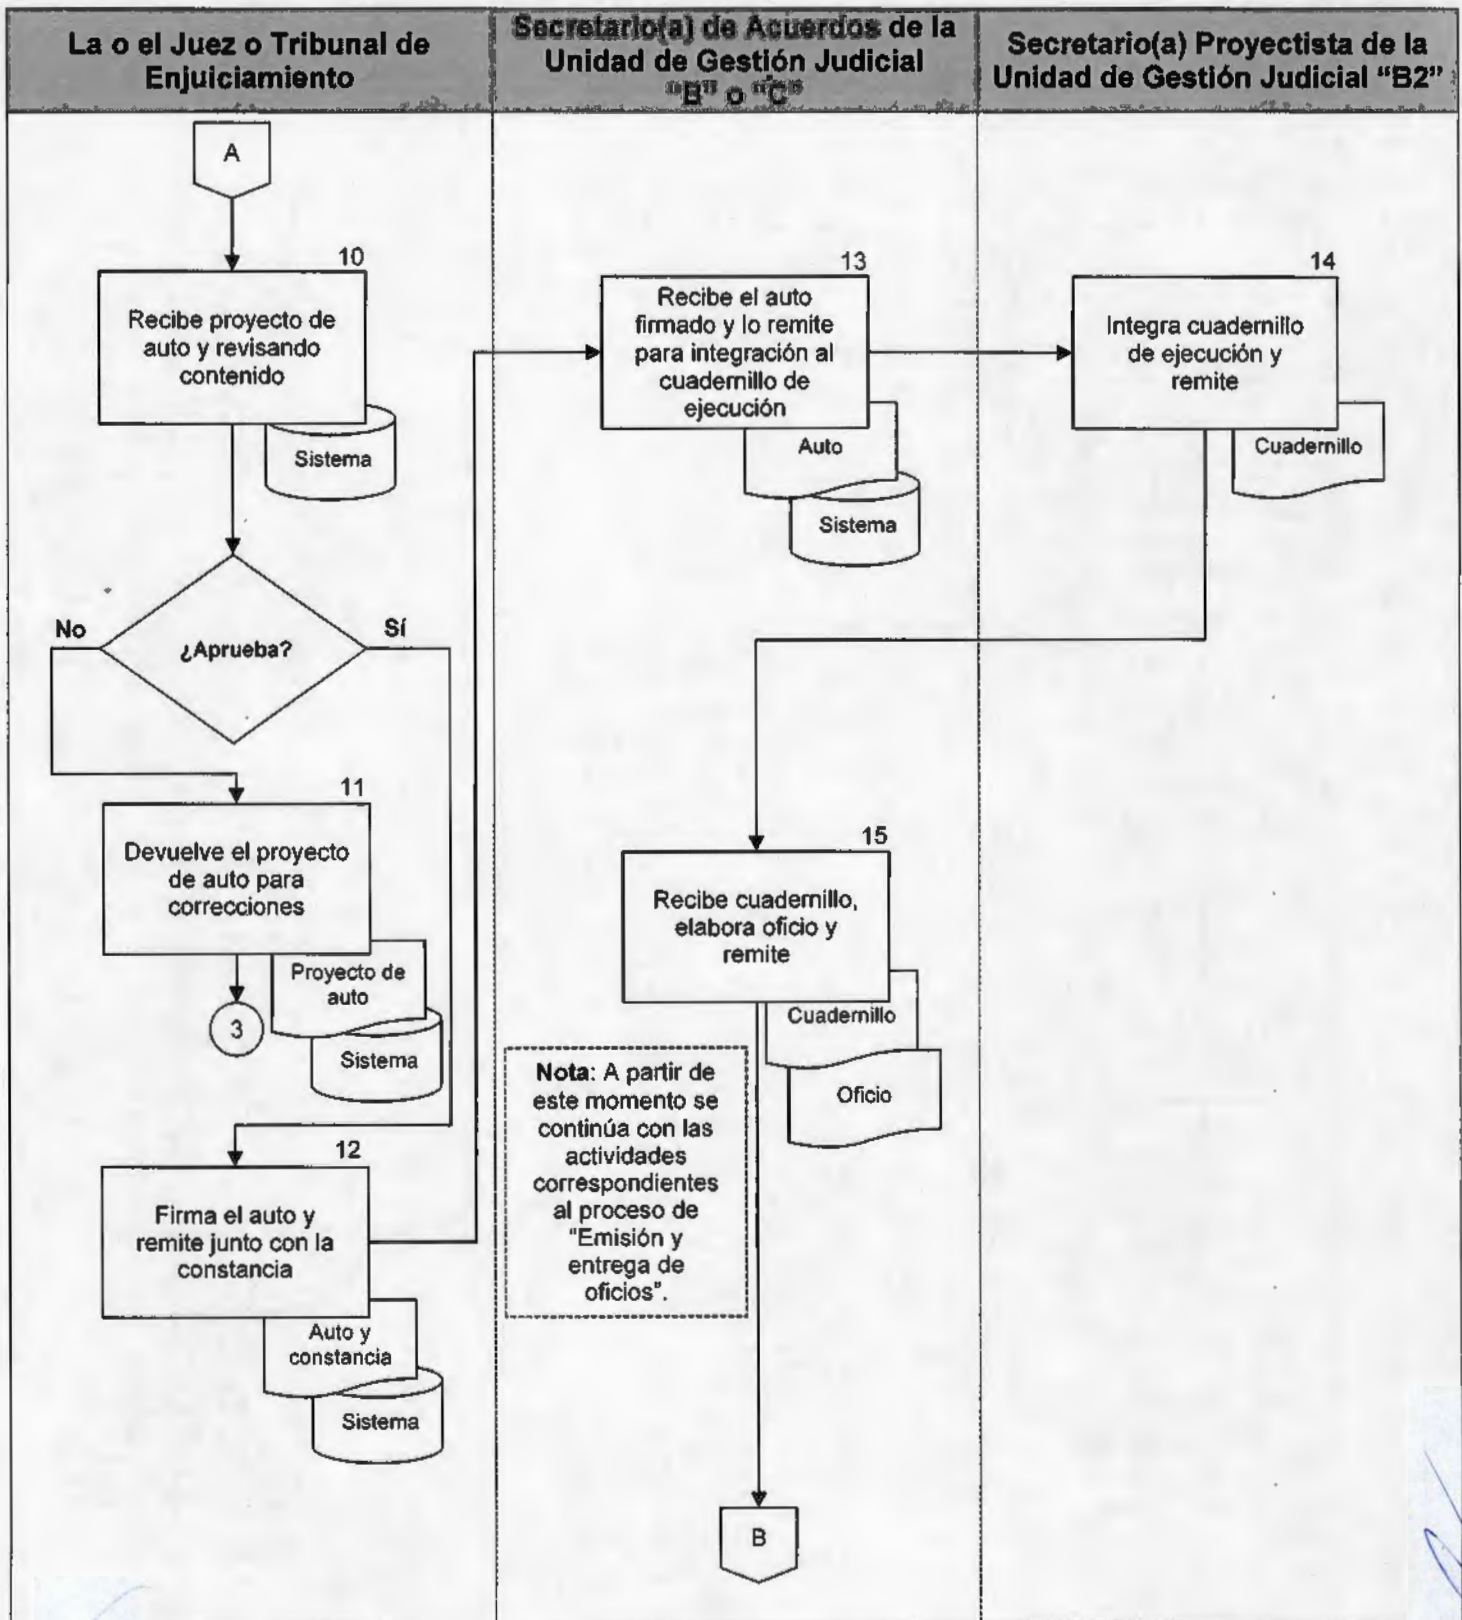 La o el Juez o Tribunal de
Enjuiciamiento
Secretario(a) de Acuerdos de la
Unidad de Gestión Judicial
"B" o "C"
Secretario(a) Proyectista de la
Unidad de Gestión Judicial “B2”
A
10
Recibe proyecto de
auto y revisando
contenido
Sistema
¿Aprueba?
No
Sí
11
Devuelve el proyecto
de auto para
correcciones
Proyecto de
auto
Sistema
3
12
Firma el auto y
remite junto con la
constancia
Auto y
constancia
Sistema
13
Recibe el auto
firmado y lo remite
para integración al
cuadernillo de
ejecución
Auto
Sistema
14
Integra cuadernillo
de ejecución y
remite
Cuadernillo
15
Recibe cuadernillo,
elabora oficio y
remite
Cuadernillo
Oficio
Nota: A partir de
este momento se
continúa con las
actividades
correspondientes
al proceso de
“Emisión y
entrega de
oficios”.
B